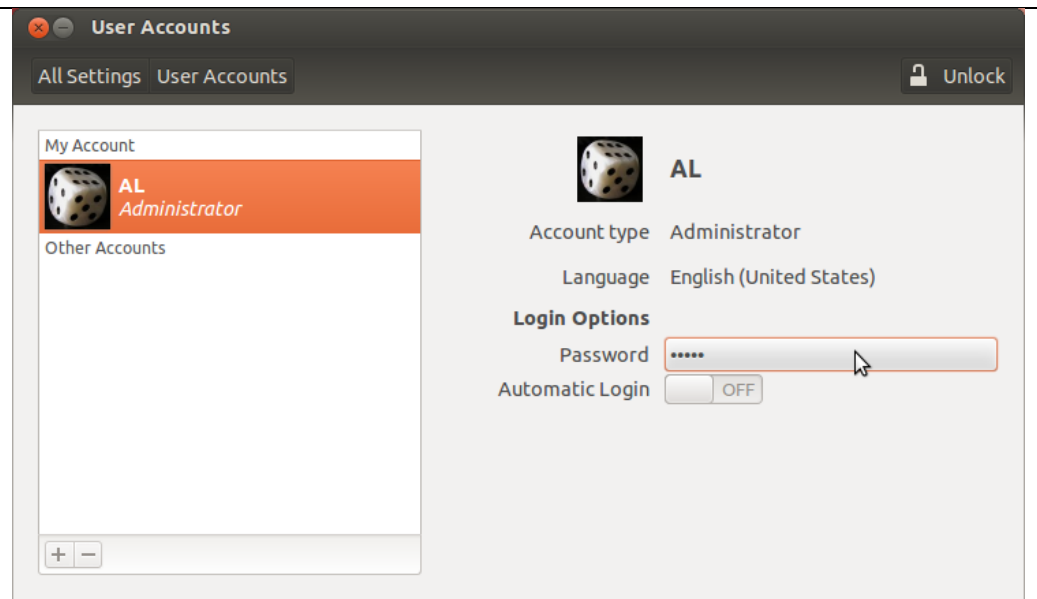 User Accounts
All Settings User Accounts
Unlock
My Account
AL
Administrator
Other Accounts
AL
Account type Administrator
Language English (United States)
Login Options
Password •••••
Automatic Login OFF
+ −